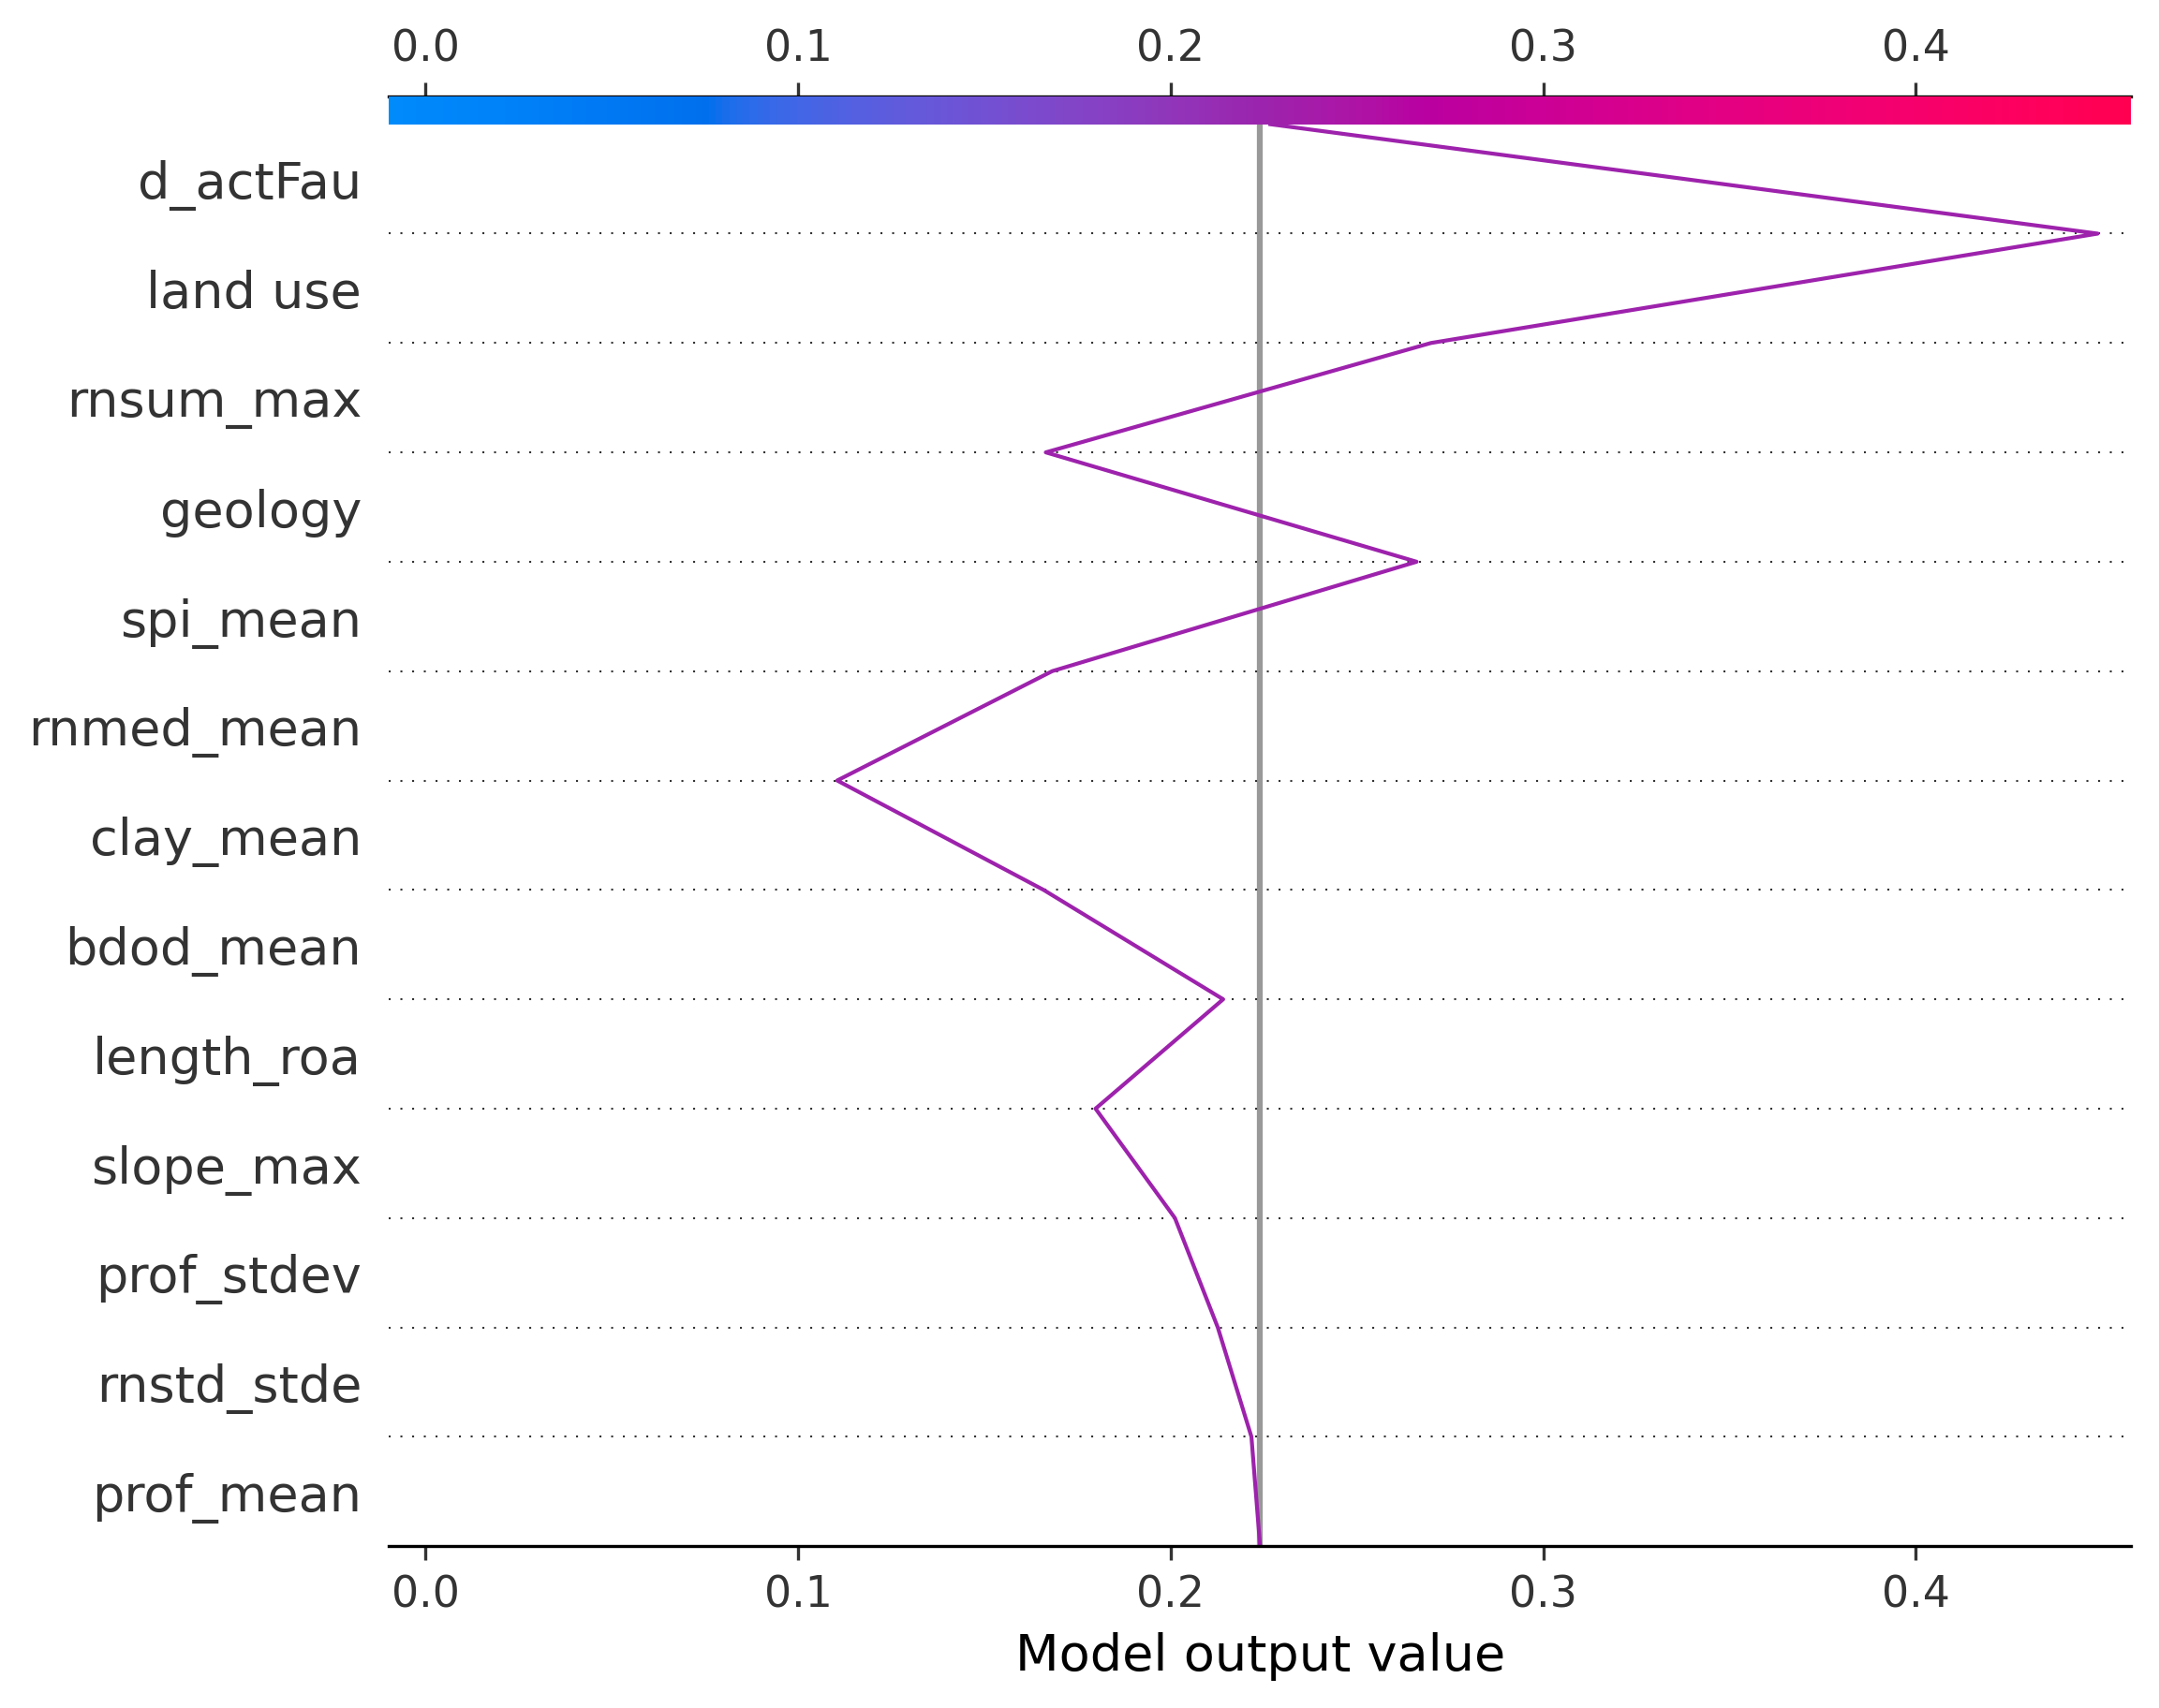 0.0 0.1 0.2 0.3 0.4
d_actFau
land use
rnsum_max
geology
spi_mean
rnmed_mean
clay_mean
bdod_mean
length_roa
slope_max
prof_stdev
rnstd_stde
prof_mean
0.0 0.1 0.2 0.3 0.4
Model output value